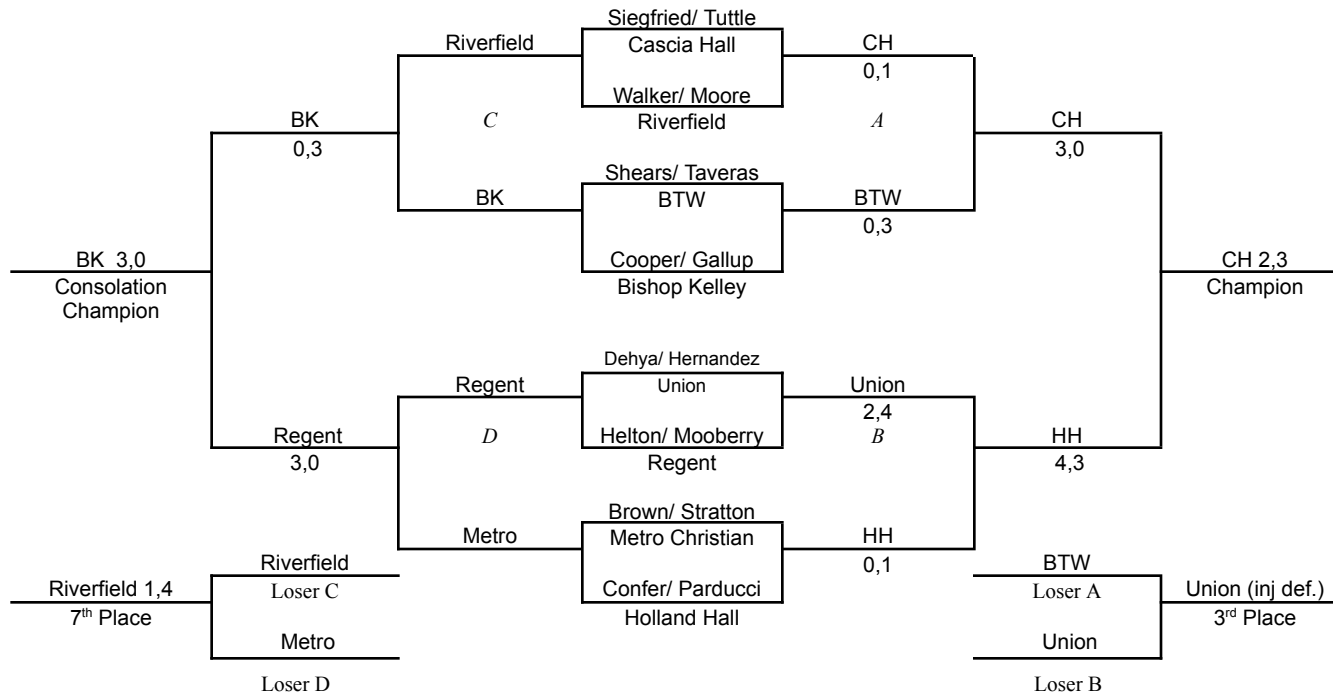 Siegfried/ Tuttle
Riverfield
Cascia Hall
CH
0,1
Walker/ Moore
BK
C
Riverfield
A
CH
0,3
3,0
Shears/ Taveras
BK
BTW
BTW
0,3
BK 3,0
Cooper/ Gallup
CH 2,3
Consolation
Champion
Bishop Kelley
Champion
Dehya/ Hernandez
Regent
Union
Union
2,4
Regent
D
Helton/ Mooberry
B
HH
3,0
Regent
4,3
Brown/ Stratton
Metro
Metro Christian
HH
0,1
Riverfield
BTW
Riverfield 1,4
Loser C
Confer/ Parducci
Loser A
Union (inj def.)
7th Place
Holland Hall
3rd Place
Metro
Union
Loser D
Loser B